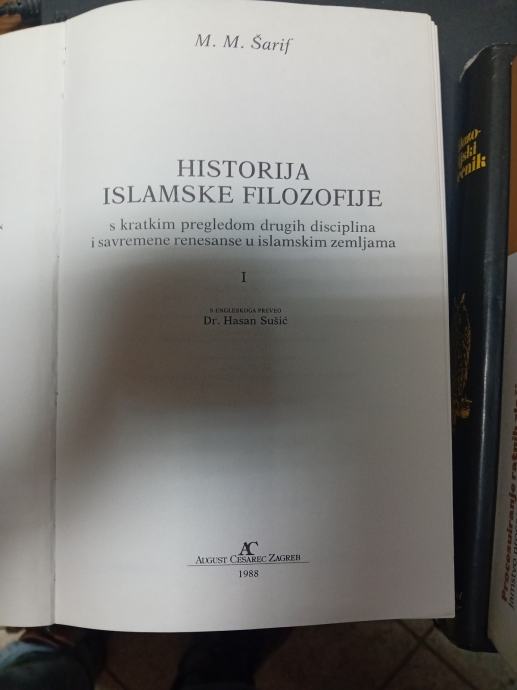 M. M. Šarif
HISTORIJA
ISLAMSKE FILOZOFIJE
s kratkim pregledom drugih disciplina
i savremene renesanse u islamskim zemljama
I
S ENGLESKOGA PREVEO
Dr. Hasan Sušić
AC
AUGUST CESAREC ZAGREB
1988